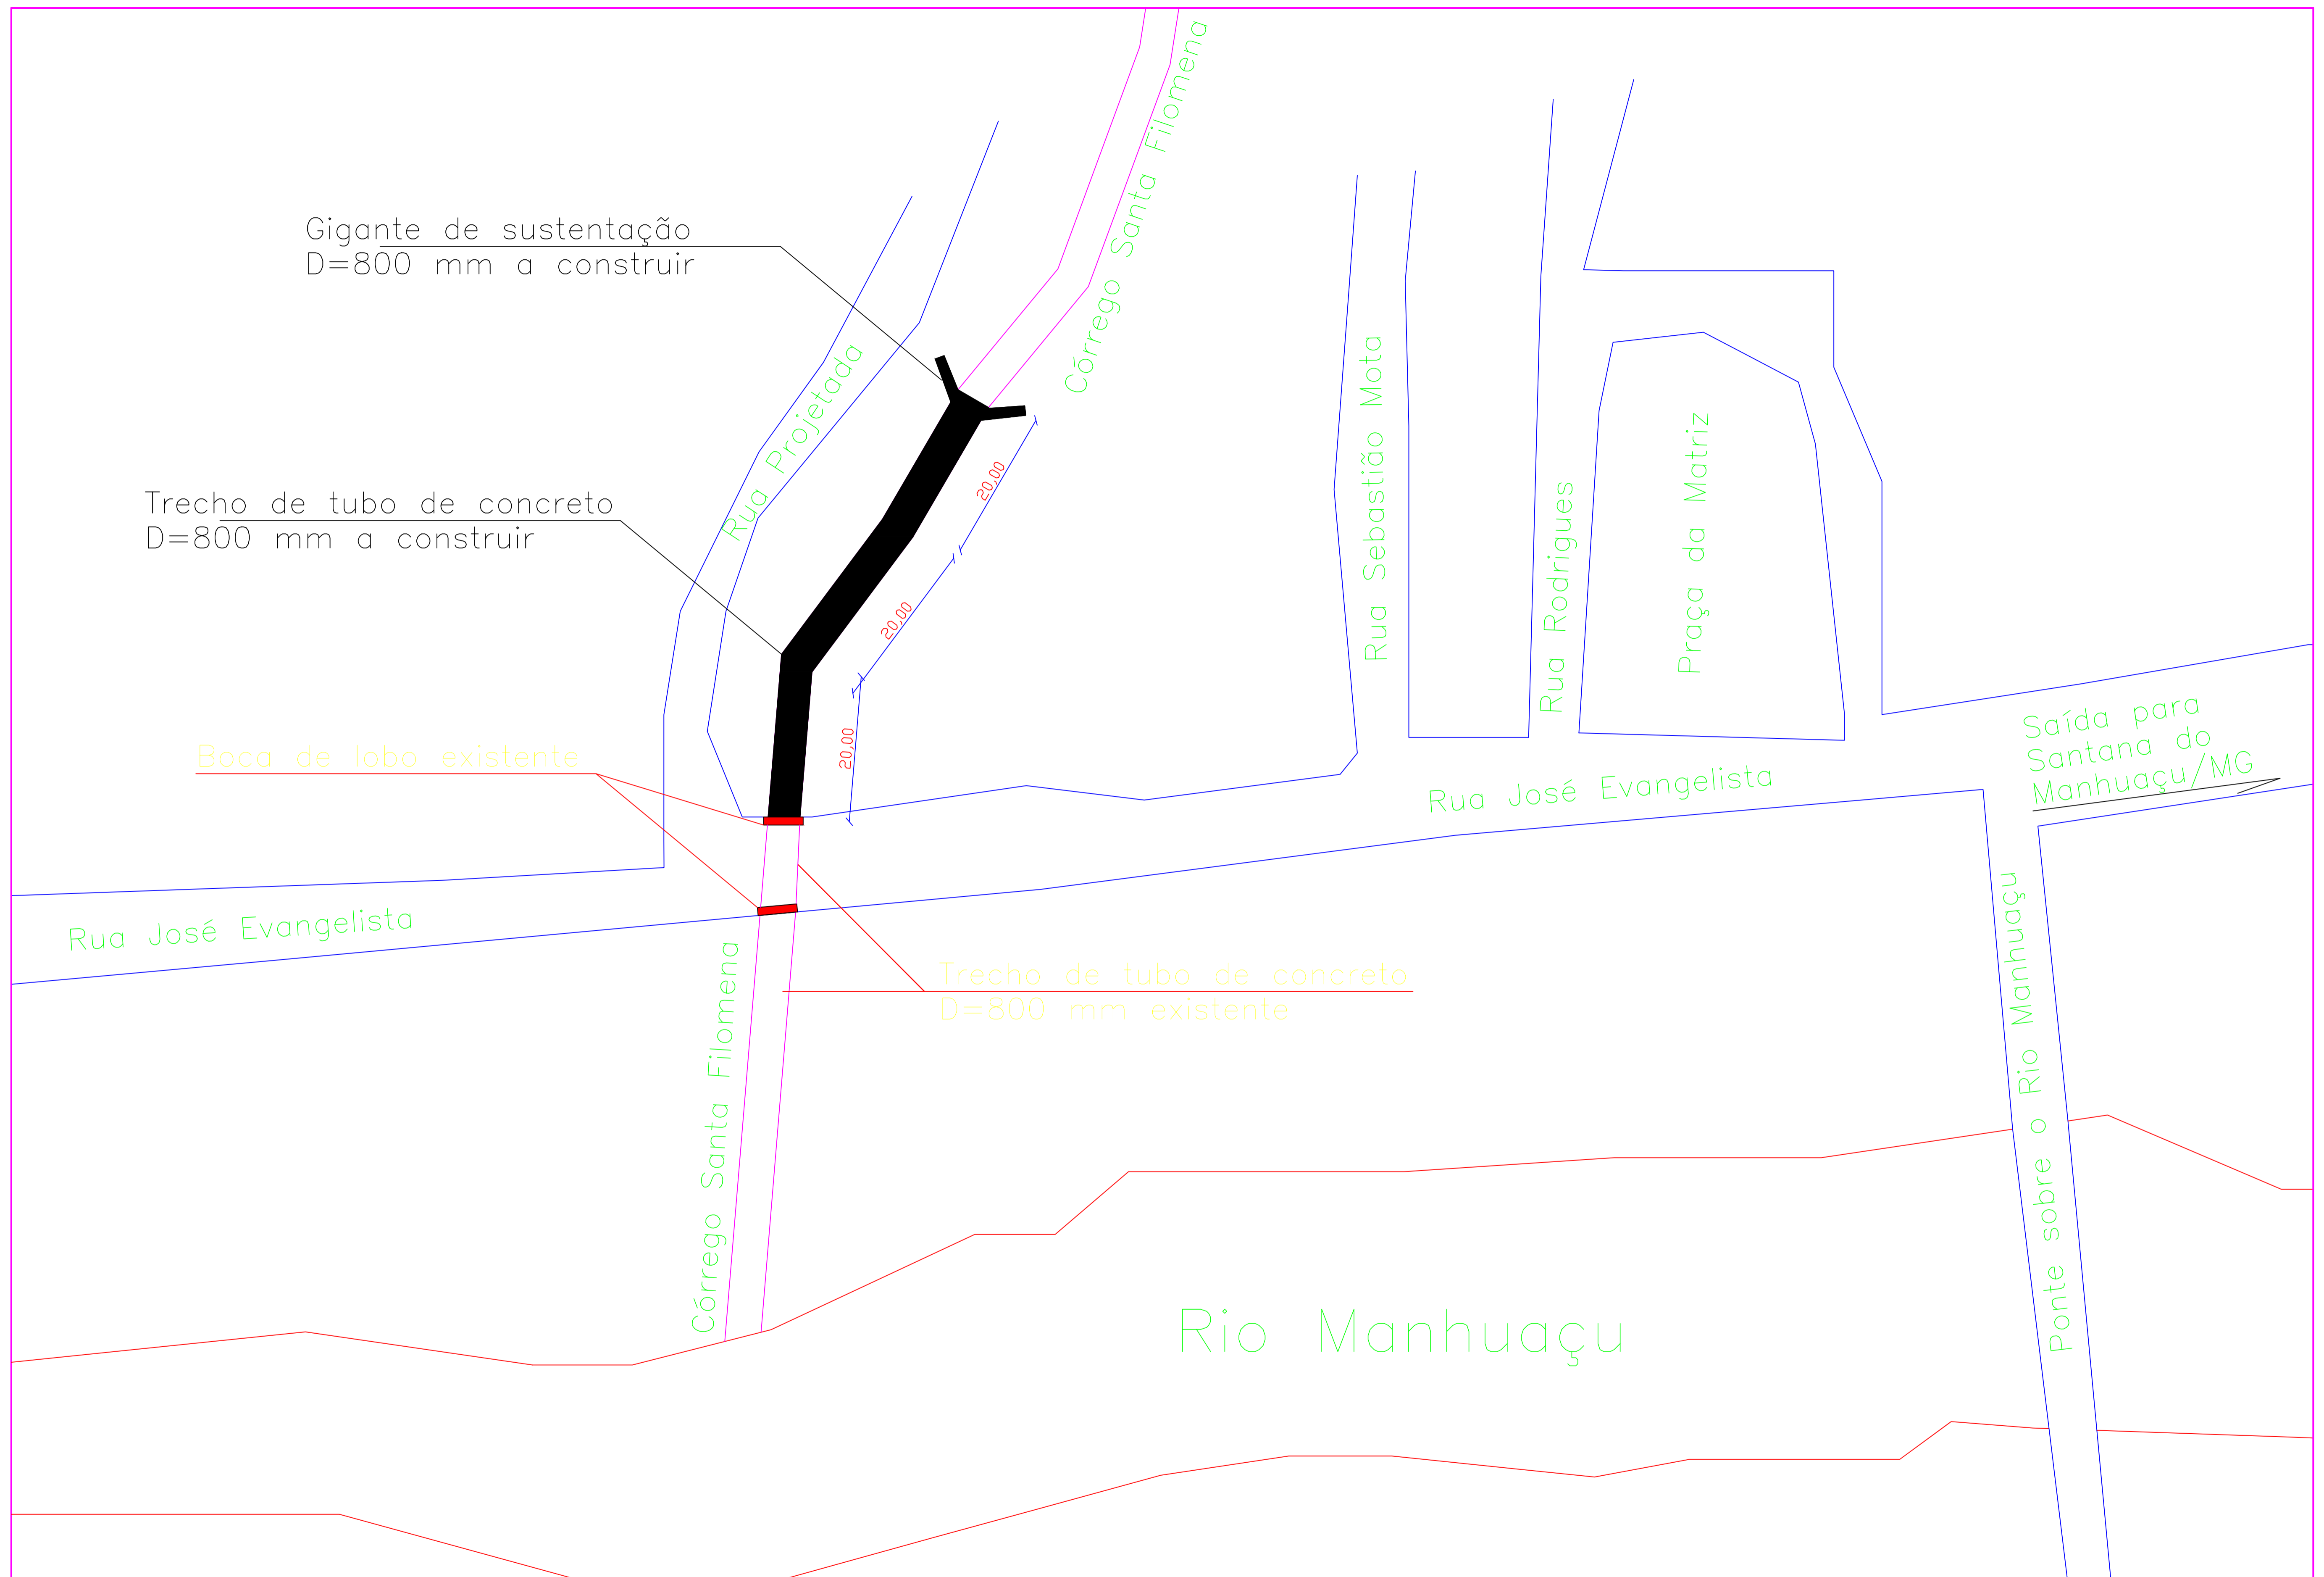 Córrego Santa Filomena
Gigante de sustentação
D=800 mm a construir
Rua Projetada
Trecho de tubo de concreto
D=800 mm a construir
20,00
20,00
20,00
Rua Sebastião Mota
Rua Rodrigues
Praça da Matriz
Saída para
Santana do
Manhuaçu/MG
Boca de lobo existente
Rua José Evangelista
Rua José Evangelista
Trecho de tubo de concreto
D=800 mm existente
Córrego Santa Filomena
Ponte sobre o Rio Manhuaçu
Rio Manhuaçu